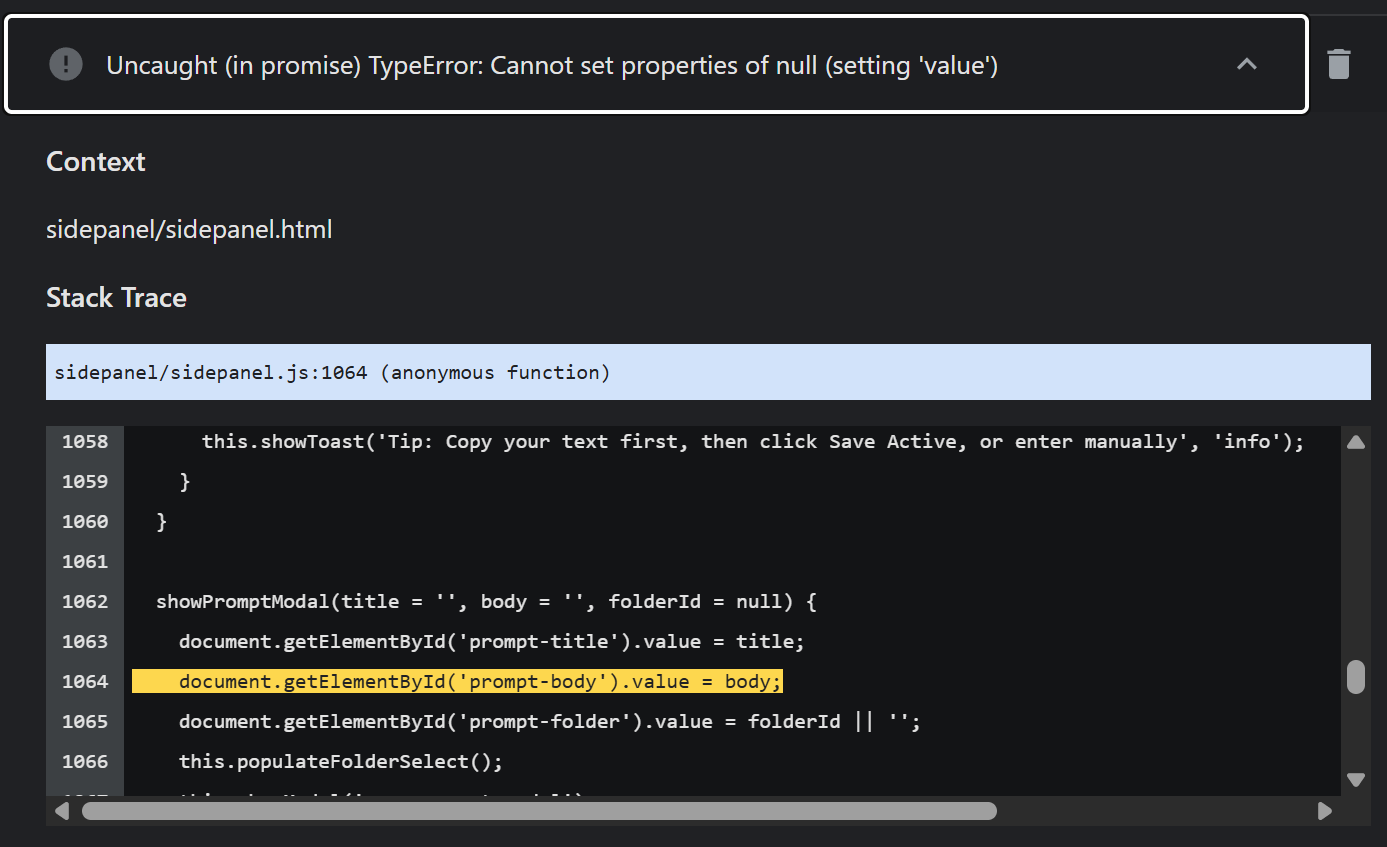 Uncaught (in promise) TypeError: Cannot set properties of null (setting 'value')
Context
sidepanel/sidepanel.html
Stack Trace
sidepanel/sidepanel.js:1064 (anonymous function)
1058 this.showToast('Tip: Copy your text first, then click Save Active, or enter manually', 'info');
1059 }
1060 }
1061
1062 showPromptModal(title = '', body = '', folderId = null) {
1063 document.getElementById('prompt-title').value = title;
1064 document.getElementById('prompt-body').value = body;
1065 document.getElementById('prompt-folder').value = folderId || '';
1066 this.populateFolderSelect();